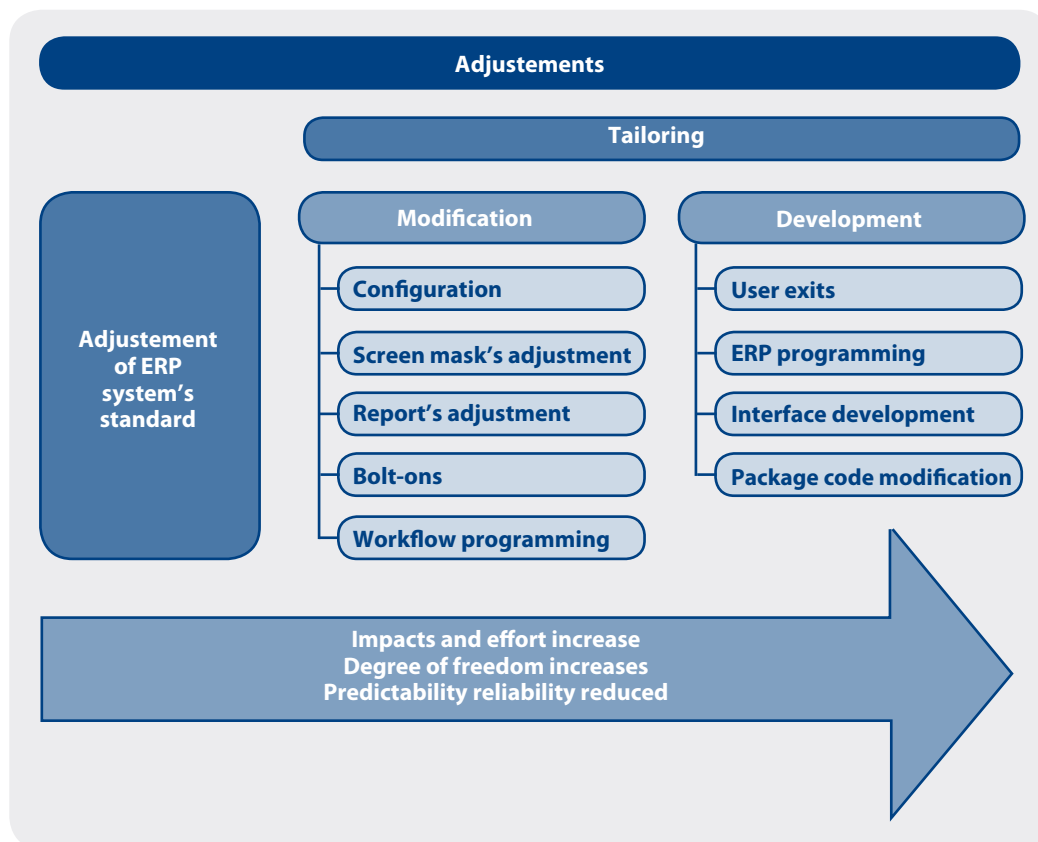 Adjustements
Tailoring
Adjustement
of ERP
system's
standard
Modification
Configuration
Screen mask's adjustment
Report's adjustment
Bolt-ons
Workflow programming
Development
User exits
ERP programming
Interface development
Package code modification
Impacts and effort increase
Degree of freedom increases
Predictability reliability reduced